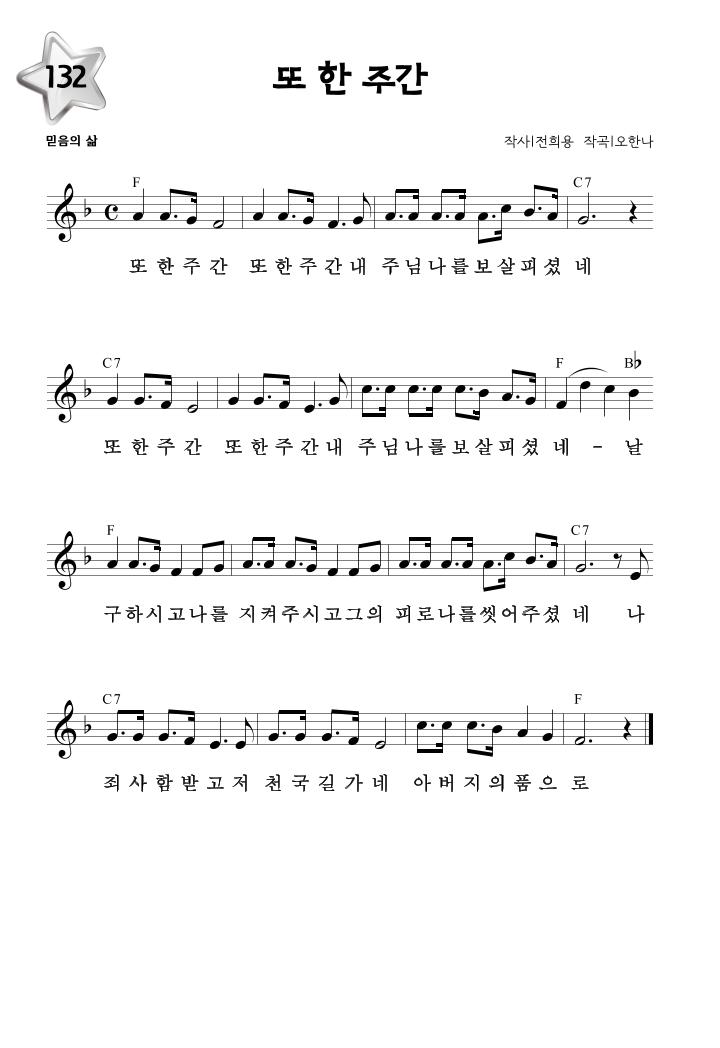 132
또 한 주간
믿음의 삶
작사|전희용 작곡|오한나
F C7
또 한 주 간 또 한 주 간 내 주 님 나 를 보 살 피 셨 네
C7 F B♭
또 한 주 간 또 한 주 간 내 주 님 나 를 보 살 피 셨 네 - 날
F C7
구 하 시 고 나 를 지 켜 주 시 고 그 의 피 로 나 를 씻 어 주 셨 네 나
C7 F
죄 사 함 받 고 저 천 국 길 가 네 아 버 지 의 품 으 로